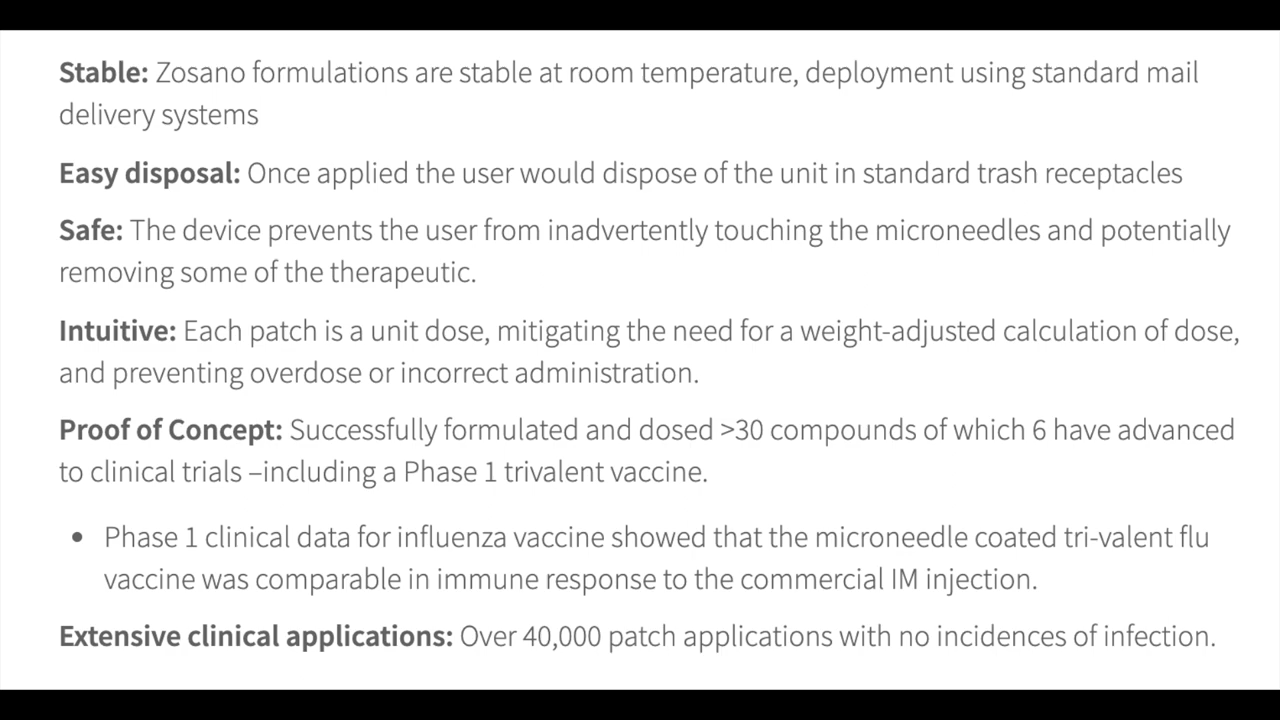 Stable: Zosano formulations are stable at room temperature, deployment using standard mail
delivery systems
Easy disposal: Once applied the user would dispose of the unit in standard trash receptacles
Safe: The device prevents the user from inadvertently touching the microneedles and potentially
removing some of the therapeutic.
Intuitive: Each patch is a unit dose, mitigating the need for a weight-adjusted calculation of dose,
and preventing overdose or incorrect administration.
Proof of Concept: Successfully formulated and dosed >30 compounds of which 6 have advanced
to clinical trials –including a Phase 1 trivalent vaccine.
• Phase 1 clinical data for influenza vaccine showed that the microneedle coated tri-valent flu
vaccine was comparable in immune response to the commercial IM injection.
Extensive clinical applications: Over 40,000 patch applications with no incidences of infection.